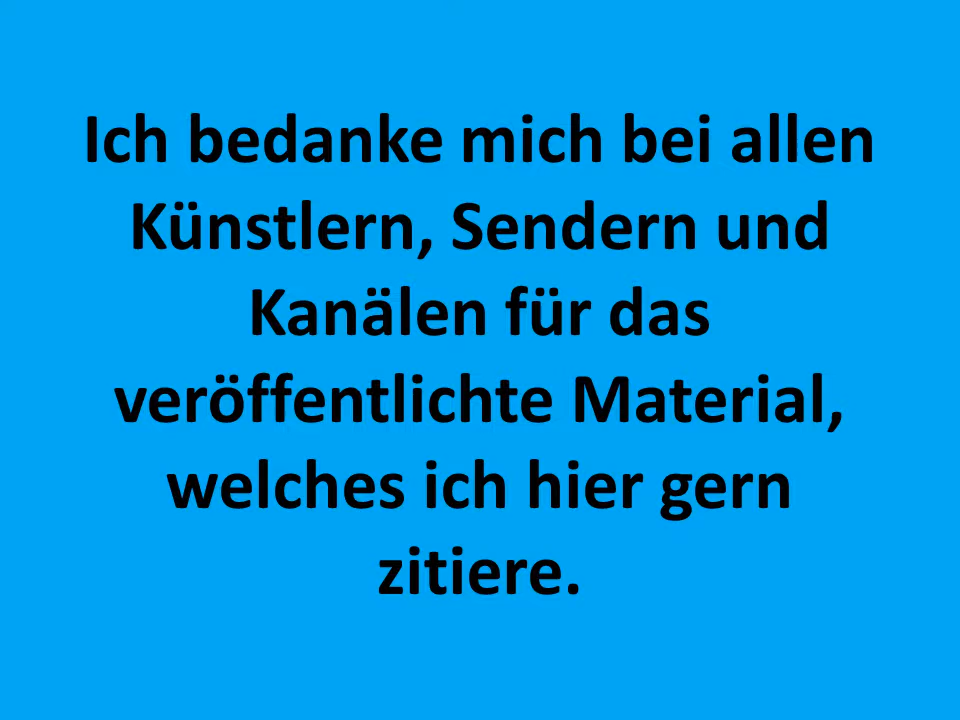 Ich bedanke mich bei allen
Künstlern, Sendern und
Kanälen für das
veröffentlichte Material,
welches ich hier gern
zitiere.